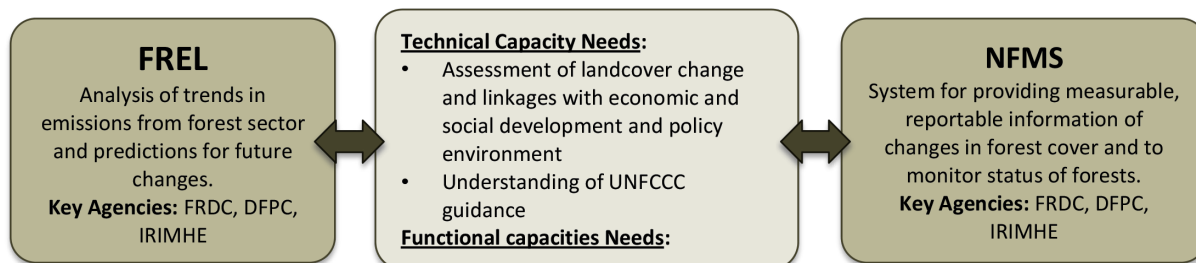 FREL
Analysis of trends in
emissions from forest sector
and predictions for future
changes.
Key Agencies: FRDC, DFPC,
IRIMHE
Technical Capacity Needs:
• Assessment of landcover change
and linkages with economic and
social development and policy
environment
• Understanding of UNFCCC
guidance
Functional capacities Needs:
NFMS
System for providing measurable,
reportable information of
changes in forest cover and to
monitor status of forests.
Key Agencies: FRDC, DFPC,
IRIMHE